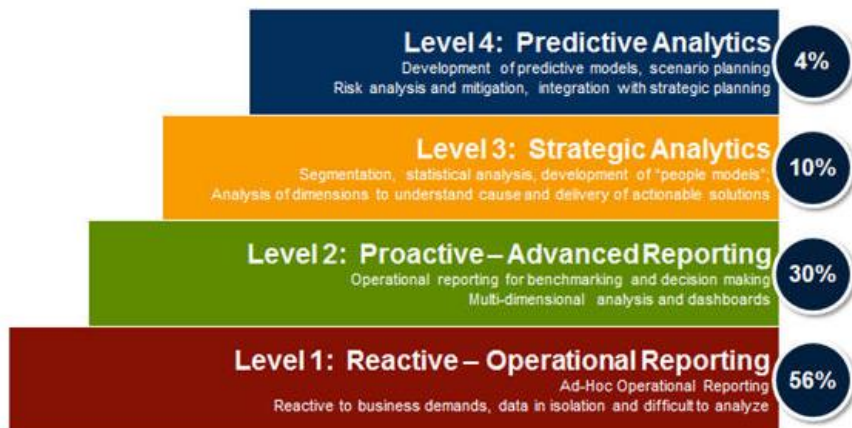 Level 4: Predictive Analytics
Development of predictive models, scenario planning
Risk analysis and mitigation, integration with strategic planning
4%
Level 3: Strategic Analytics
Segmentation, statistical analysis, development of "people models";
Analysis of dimensions to understand cause and delivery of actionable solutions
10%
Level 2: Proactive – Advanced Reporting
Operational reporting for benchmarking and decision making
Multi-dimensional analysis and dashboards
30%
Level 1: Reactive – Operational Reporting
Ad-Hoc Operational Reporting
Reactive to business demands, data in isolation and difficult to analyze
56%